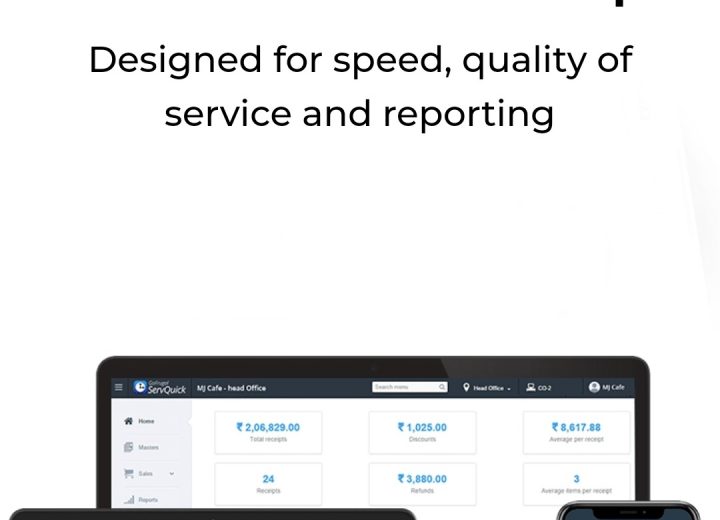 Designed for speed, quality of
service and reporting
GoFrugal
ServQuick
MJ Cafe - head Office
Search menu
Head Office
CO-2
MJ Cafe
Home
₹ 2,06,829.00
Total receipts
₹ 1,025.00
Discounts
₹ 8,617.88
Average per receipt
Masters
Sales
24
Receipts
₹ 3,880.00
Refunds
3
Average items per receipt
Reports